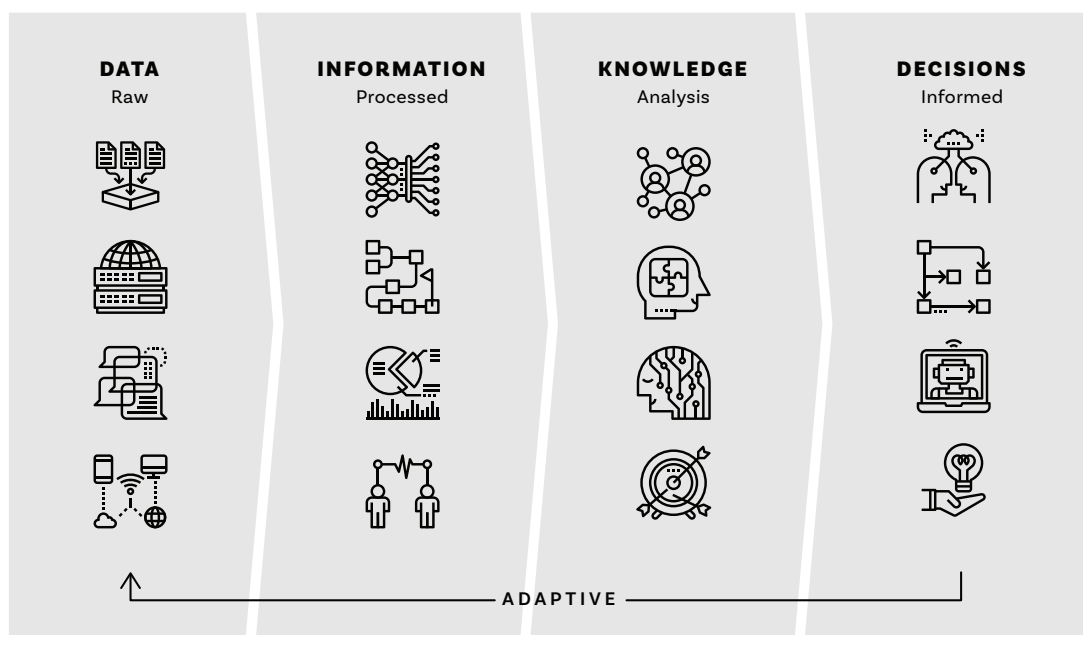 DATA
Raw
INFORMATION
Processed
KNOWLEDGE
Analysis
DECISIONS
Informed
ADAPTIVE